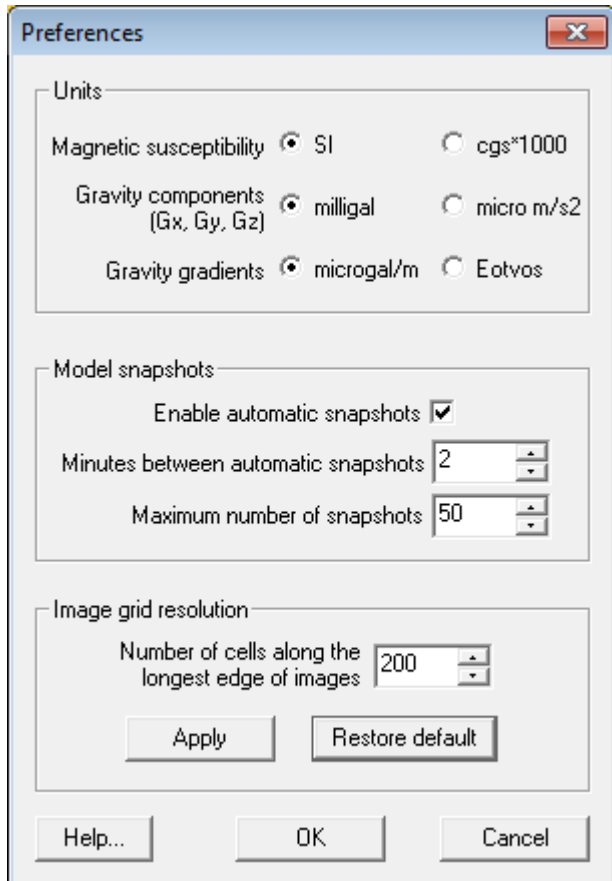 Preferences
Units
Magnetic susceptibility SI cgs*1000
Gravity components
(Gx, Gy, Gz) milligal micro m/s2
Gravity gradients microgal/m Eotvos
Model snapshots
Enable automatic snapshots
Minutes between automatic snapshots 2
Maximum number of snapshots 50
Image grid resolution
Number of cells along the
longest edge of images 200
Apply Restore default
Help... OK Cancel